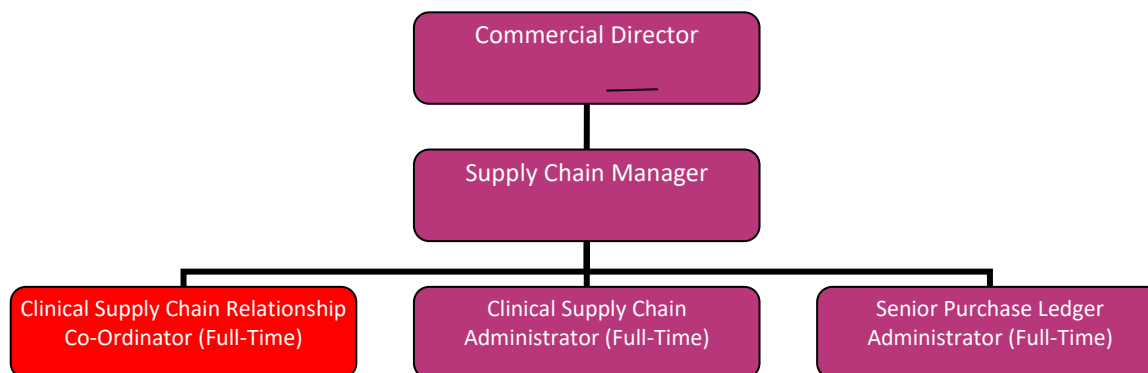 Commercial Director
Supply Chain Manager
Clinical Supply Chain Relationship
Co-Ordinator (Full-Time)
Clinical Supply Chain
Administrator (Full-Time)
Senior Purchase Ledger
Administrator (Full-Time)